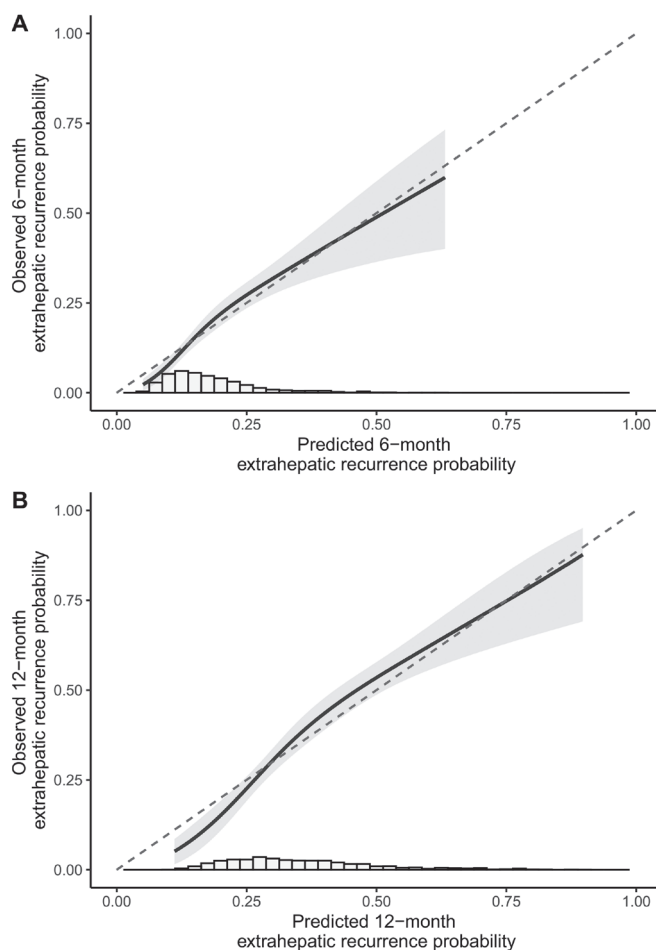 A
Observed 6−month
extrahepatic recurrence probability
1.00
0.75
0.50
0.25
0.00
0.00 0.25 0.50 0.75 1.00
Predicted 6−month
extrahepatic recurrence probability
B
Observed 12−month
extrahepatic recurrence probability
1.00
0.75
0.50
0.25
0.00
0.00 0.25 0.50 0.75 1.00
Predicted 12−month
extrahepatic recurrence probability